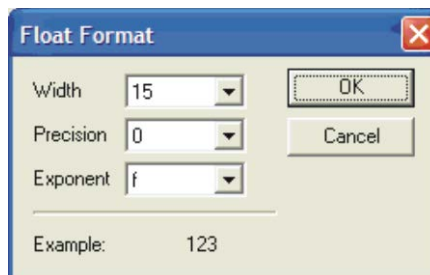 Float Format
Width 15 OK
Precision 0 Cancel
Exponent f
Example: 123